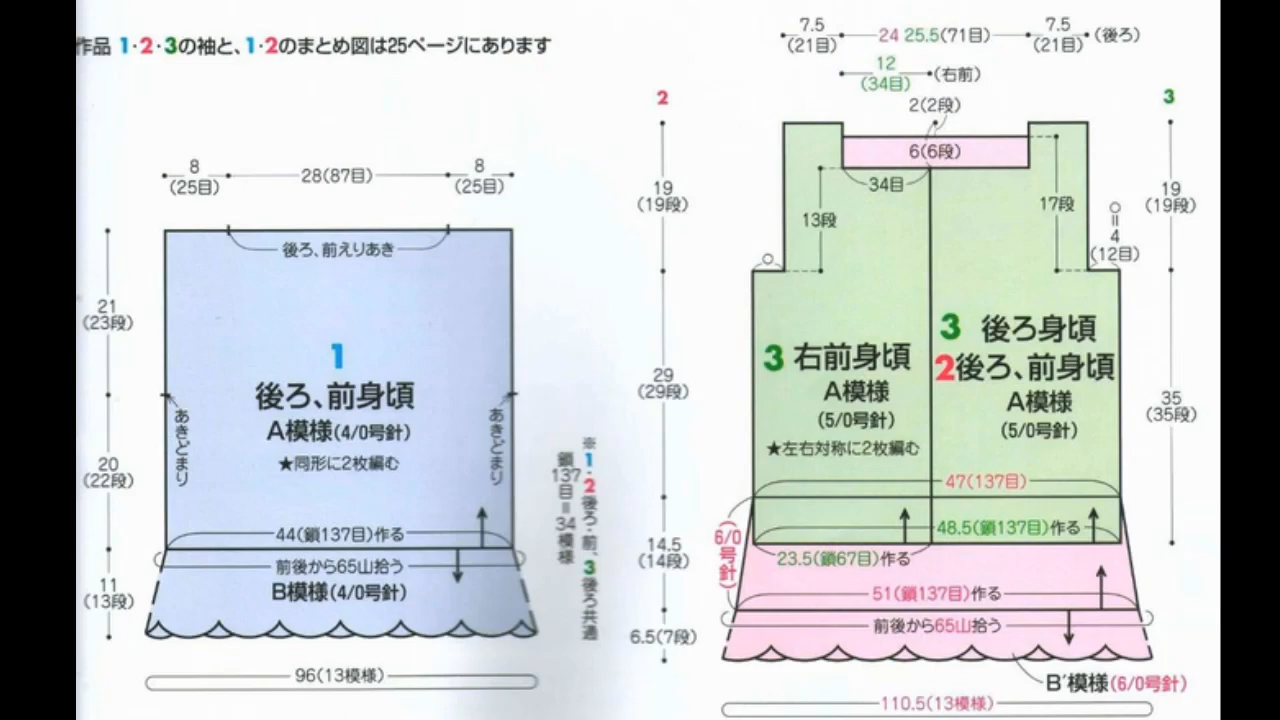 作品 1・2・3の袖と、1・2のまとめ図は25ページにあります
8
(25目)
28(87目)
8
(25目)
後ろ、前えりあき
21
(23段)
1
後ろ、前身頃
A模様(4/0号針)
★同形に2枚編む
あきどまり
あきどまり
20
(22段)
44(鎖137目)作る
前後から65山拾う
B模様(4/0号針)
11
(13段)
96(13模様)
※1・2後ろ・前、3後ろ共通
鎖137目=34模様
7.5
(21目)
24 25.5(71目)
7.5
(21目)
(後ろ)
12
(34目)
(右前)
2(2段)
2
3
6(6段)
34目
19
(19段)
13段
17段
19
(19段)
○=4
(12目)
○
29
(29段)
3 右前身頃
A模様
(5/0号針)
★左右対称に2枚編む
3 後ろ身頃
2後ろ、前身頃
A模様
(5/0号針)
35
(35段)
47(137目)
48.5(鎖137目)作る
23.5(鎖67目)作る
(6/0号針)
14.5
(14段)
51(鎖137目)作る
前後から65山拾う
6.5(7段)
B′模様(6/0号針)
110.5(13模様)